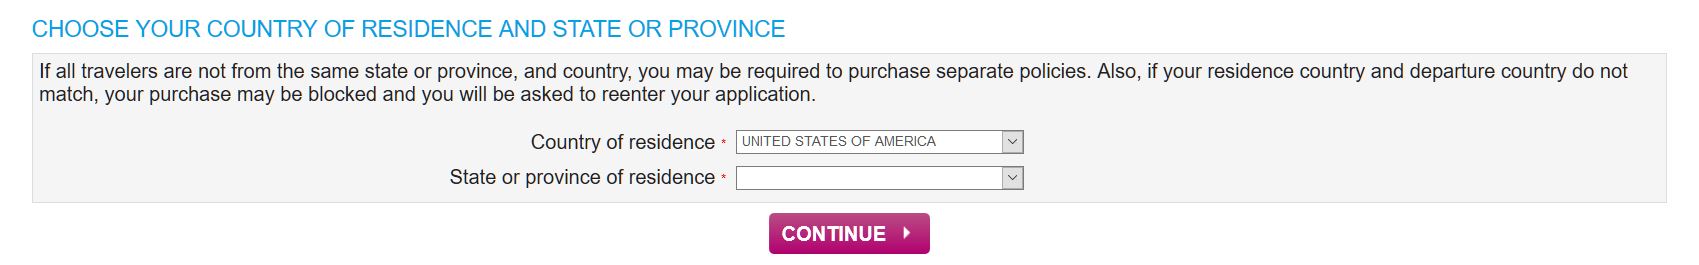 CHOOSE YOUR COUNTRY OF RESIDENCE AND STATE OR PROVINCE
If all travelers are not from the same state or province, and country, you may be required to purchase separate policies. Also, if your residence country and departure country do not
match, your purchase may be blocked and you will be asked to reenter your application.
Country of residence * UNITED STATES OF AMERICA
State or province of residence *
CONTINUE